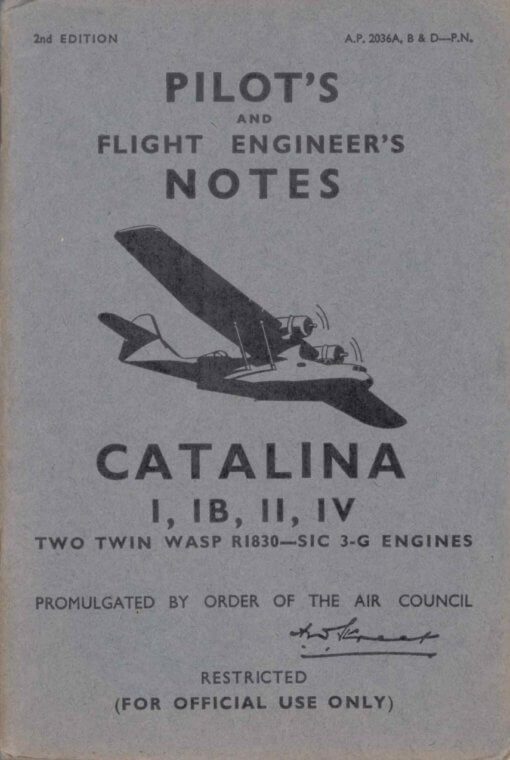 2nd EDITION A.P. 2036A, B & D—P.N.
PILOT'S
AND
FLIGHT ENGINEER'S
NOTES
CATALINA
I, IB, II, IV
TWO TWIN WASP R1830—SIC 3-G ENGINES
PROMULGATED BY ORDER OF THE AIR COUNCIL
RESTRICTED
(FOR OFFICIAL USE ONLY)